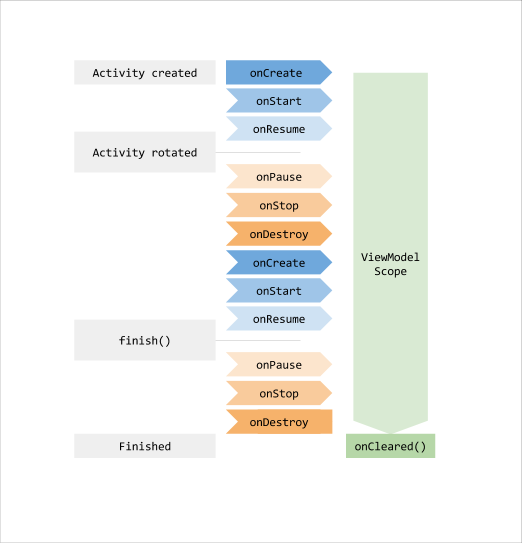 Activity created
onCreate
onStart
onResume
Activity rotated
onPause
onStop
onDestroy
onCreate
ViewModel
Scope
onStart
onResume
finish()
onPause
onStop
onDestroy
Finished
onCleared()